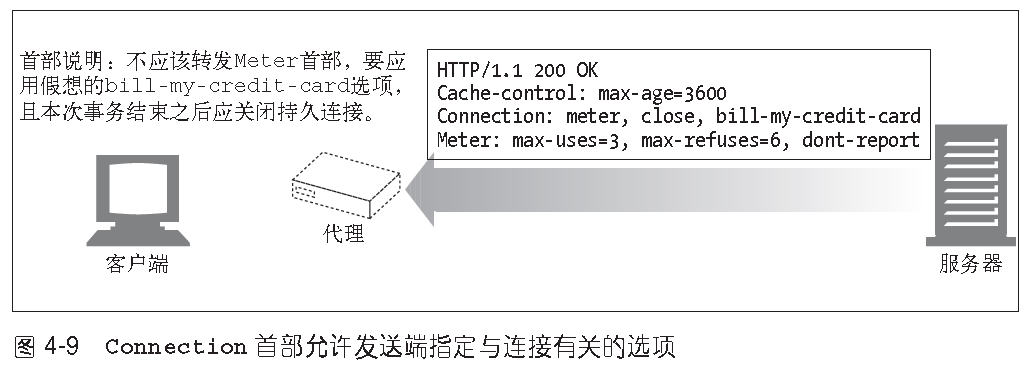 首部说明：不应该转发Meter首部，要应
用假想的bill-my-credit-card选项，
且本次事务结束之后应关闭持久连接。
HTTP/1.1 200 OK
Cache-control: max-age=3600
Connection: meter, close, bill-my-credit-card
Meter: max-uses=3, max-refuses=6, dont-report
代理
客户端
服务器
图 4-9 Connection 首部允许发送端指定与连接有关的选项